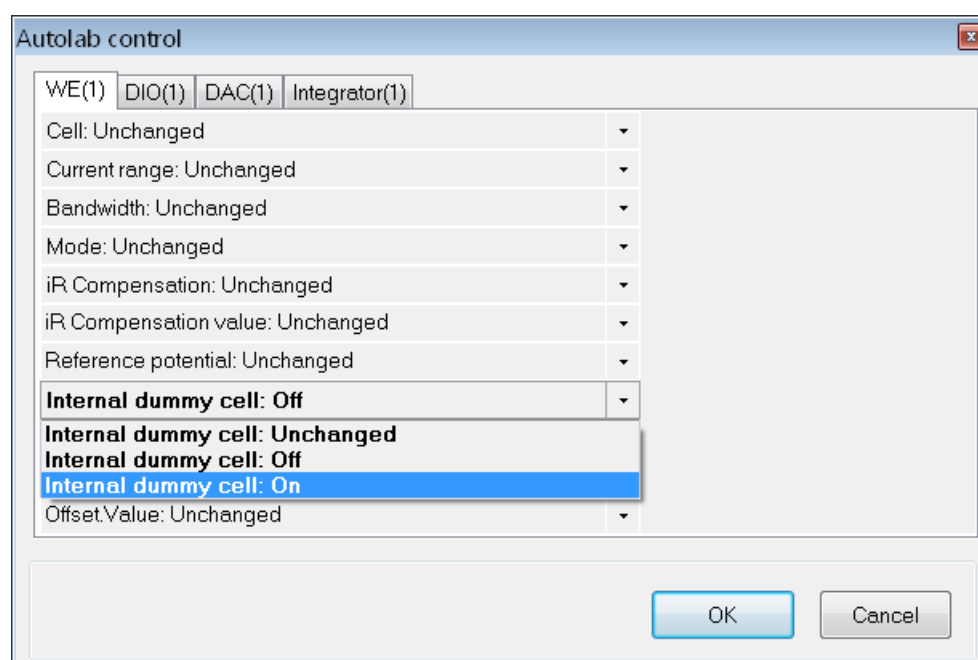 Autolab control
WE(1) DIO(1) DAC(1) Integrator(1)
Cell: Unchanged
Current range: Unchanged
Bandwidth: Unchanged
Mode: Unchanged
iR Compensation: Unchanged
iR Compensation value: Unchanged
Reference potential: Unchanged
Internal dummy cell: Off
Internal dummy cell: Unchanged
Internal dummy cell: Off
Internal dummy cell: On
Offset.Value: Unchanged
OK Cancel